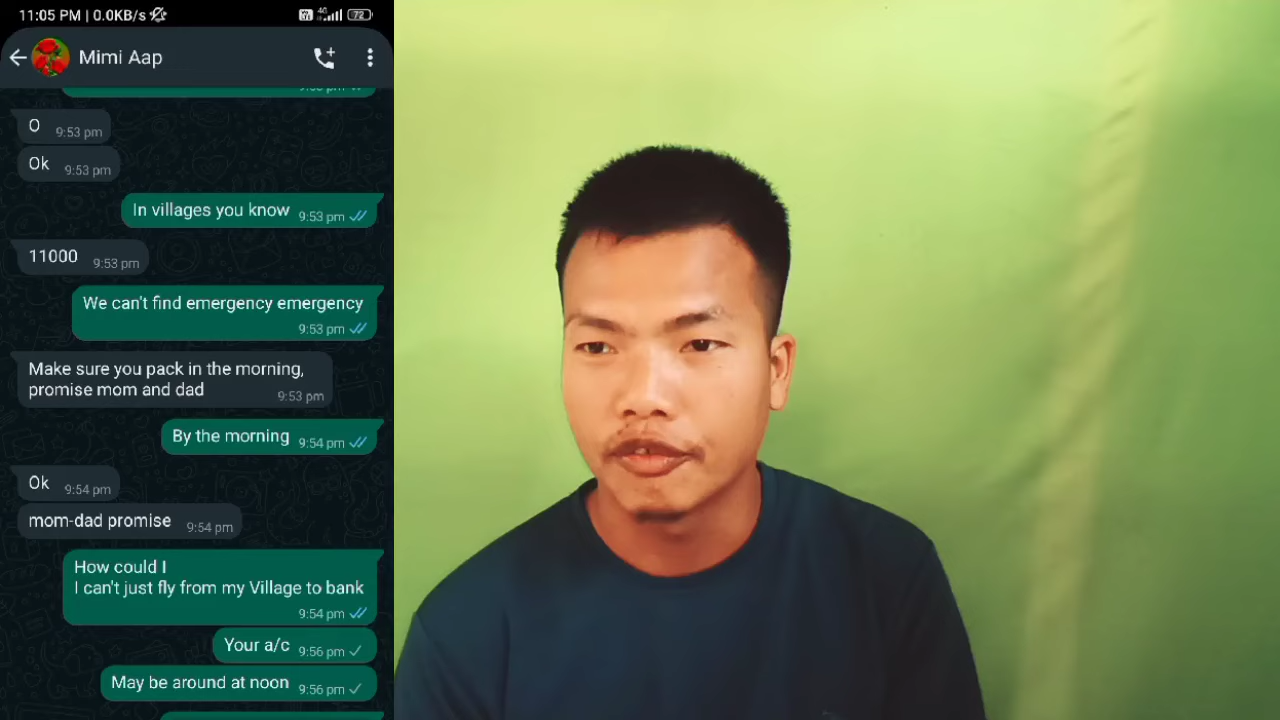 11:05 PM | 0.0KB/s
4G
72
Mimi Aap
O 9:53 pm
Ok 9:53 pm
In villages you know 9:53 pm
11000 9:53 pm
We can't find emergency emergency
9:53 pm
Make sure you pack in the morning,
promise mom and dad 9:53 pm
By the morning 9:54 pm
Ok 9:54 pm
mom-dad promise 9:54 pm
How could I
I can't just fly from my Village to bank
9:54 pm
Your a/c 9:56 pm
May be around at noon 9:56 pm